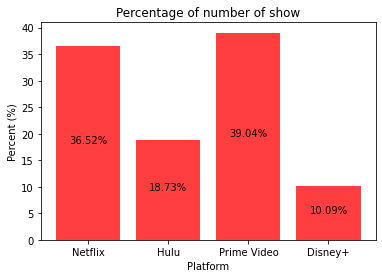 Percentage of number of show
Percent (%)
40
35
30
25
20
15
10
5
0
36.52%
18.73%
39.04%
10.09%
Netflix
Hulu
Prime Video
Disney+
Platform